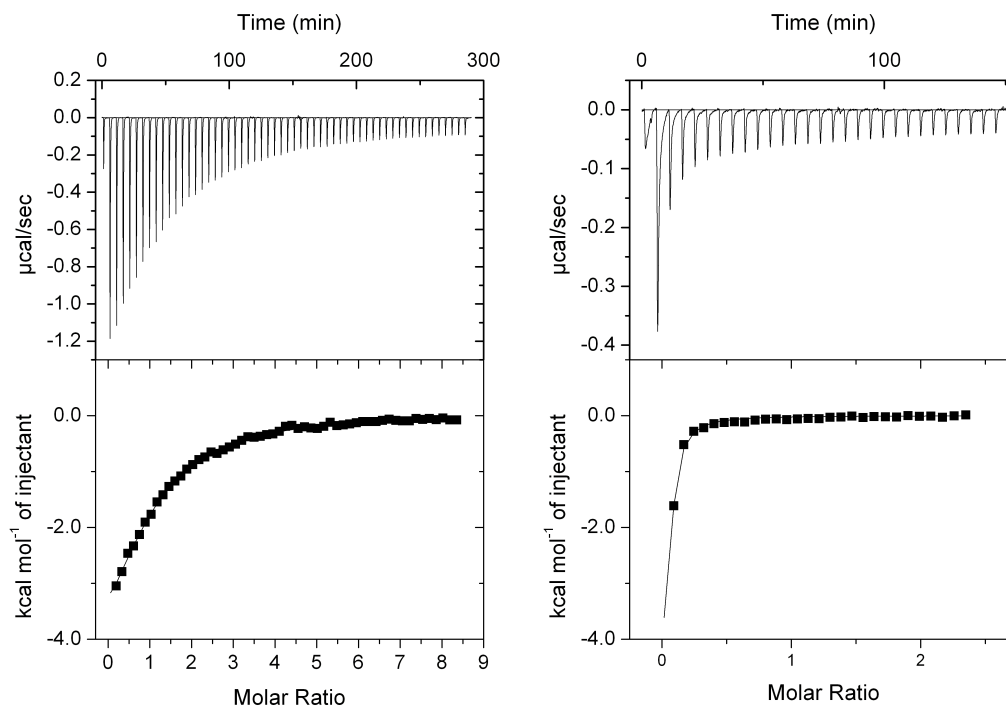 Time (min)
0 100 200 300
0.2
0.0
-0.2
-0.4
-0.6
-0.8
-1.0
-1.2
µcal/sec
0.0
-2.0
-4.0
kcal mol⁻¹ of injectant
0 1 2 3 4 5 6 7 8 9
Molar Ratio
Time (min)
0 100
0.0
-0.1
-0.2
-0.3
-0.4
µcal/sec
0.0
-2.0
-4.0
kcal mol⁻¹ of injectant
0 1 2
Molar Ratio